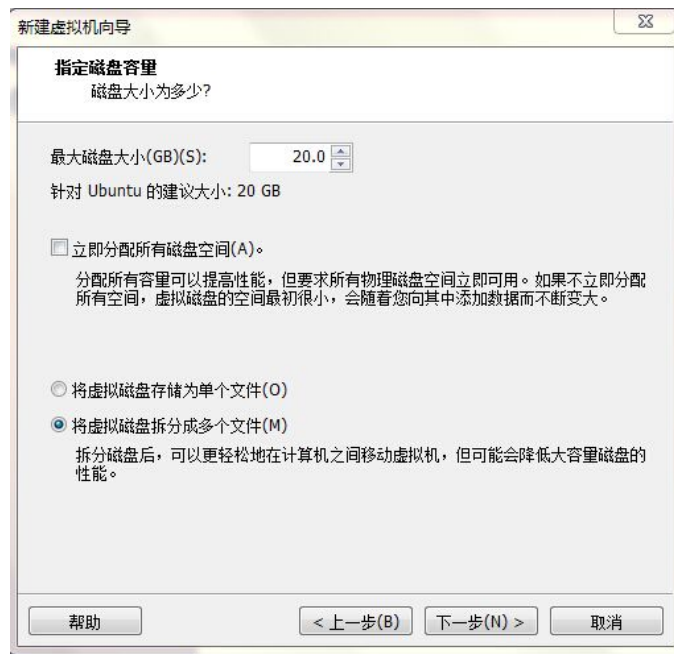 新建虚拟机向导
指定磁盘容量
磁盘大小为多少?
最大磁盘大小(GB)(S): 20.0
针对 Ubuntu 的建议大小: 20 GB
立即分配所有磁盘空间(A)。
分配所有容量可以提高性能，但要求所有物理磁盘空间立即可用。如果不立即分配
所有空间，虚拟磁盘的空间最初很小，会随着您向其中添加数据而不断变大。
将虚拟磁盘存储为单个文件(O)
将虚拟磁盘拆分成多个文件(M)
拆分磁盘后，可以更轻松地在计算机之间移动虚拟机，但可能会降低大容量磁盘的
性能。
帮助 < 上一步(B) 下一步(N) > 取消